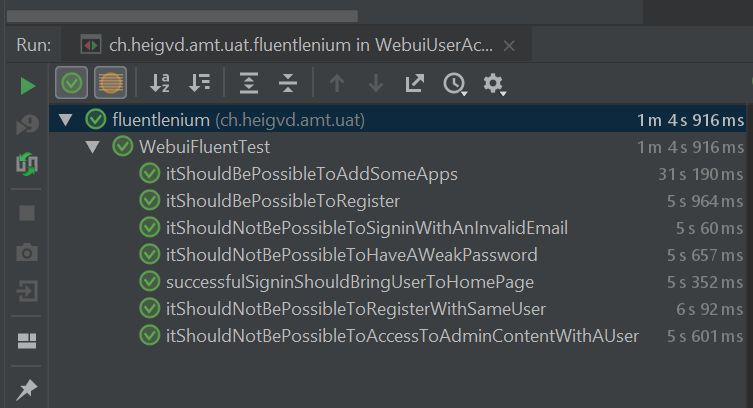 Run: ch.heigvd.amt.uat.fluentlenium in WebuiUserAc... ×
fluentlenium (ch.heigvd.amt.uat) 1 m 4 s 916 ms
WebuiFluentTest 1 m 4 s 916 ms
itShouldBePossibleToAddSomeApps 31 s 190 ms
itShouldBePossibleToRegister 5 s 964 ms
itShouldNotBePossibleToSigninWithAnInvalidEmail 5 s 60 ms
itShouldNotBePossibleToHaveAWeakPassword 5 s 657 ms
successfulSigninShouldBringUserToHomePage 5 s 352 ms
itShouldNotBePossibleToRegisterWithSameUser 6 s 92 ms
itShouldNotBePossibleToAccessToAdminContentWithAUser 5 s 601 ms